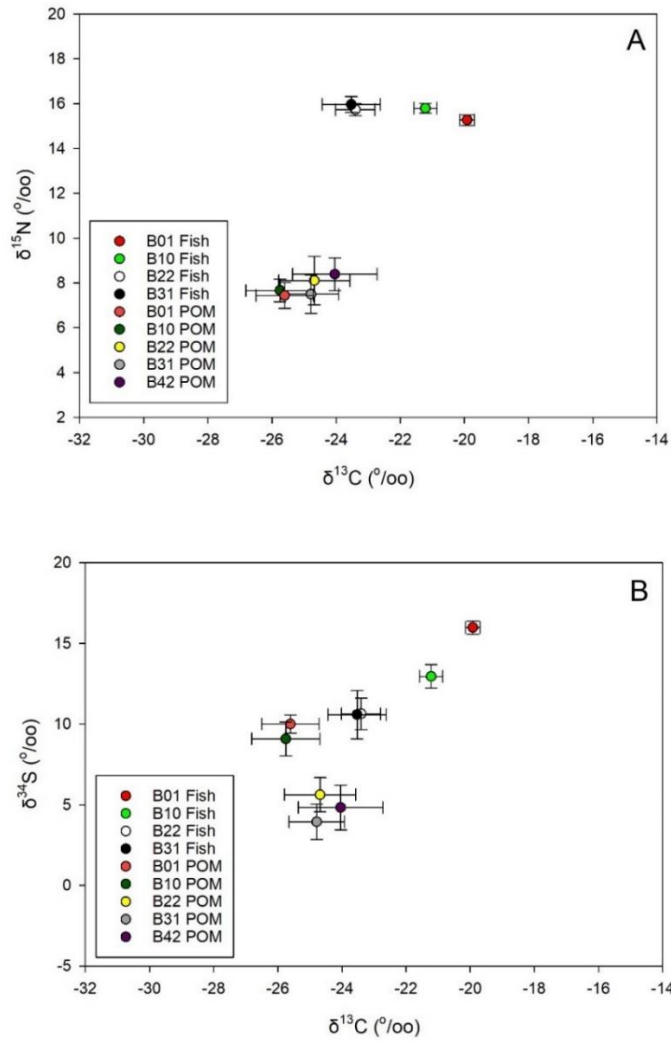 A
20
18
16
14
12
10
8
6
4
2
δ15N (o/oo)
B01 Fish
B10 Fish
B22 Fish
B31 Fish
B01 POM
B10 POM
B22 POM
B31 POM
B42 POM
-32 -30 -28 -26 -24 -22 -20 -18 -16 -14
δ13C (o/oo)
B
20
15
10
5
0
-5
δ34S (o/oo)
B01 Fish
B10 Fish
B22 Fish
B31 Fish
B01 POM
B10 POM
B22 POM
B31 POM
B42 POM
-32 -30 -28 -26 -24 -22 -20 -18 -16 -14
δ13C (o/oo)